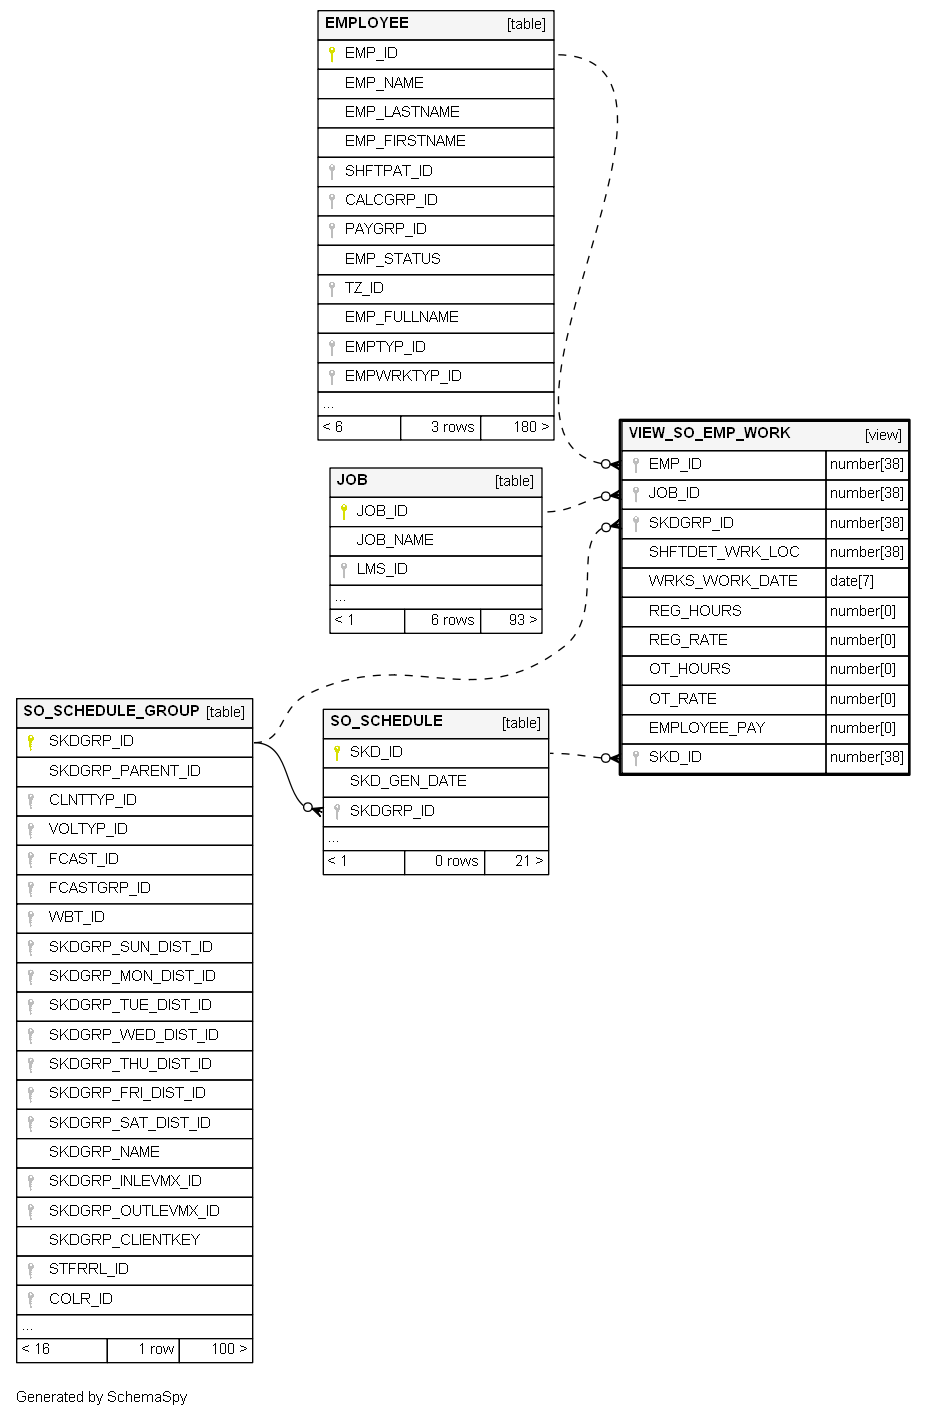 EMPLOYEE [table]
EMP_ID
EMP_NAME
EMP_LASTNAME
EMP_FIRSTNAME
SHFTPAT_ID
CALCGRP_ID
PAYGRP_ID
EMP_STATUS
TZ_ID
EMP_FULLNAME
EMPTYP_ID
EMPWRKTYP_ID
...
< 6 3 rows 180 >
VIEW_SO_EMP_WORK [view]
EMP_ID number[38]
JOB_ID number[38]
SKDGRP_ID number[38]
SHFTDET_WRK_LOC number[38]
WRKS_WORK_DATE date[7]
REG_HOURS number[0]
REG_RATE number[0]
OT_HOURS number[0]
OT_RATE number[0]
EMPLOYEE_PAY number[0]
SKD_ID number[38]
JOB [table]
JOB_ID
JOB_NAME
LMS_ID
...
< 1 6 rows 93 >
SO_SCHEDULE_GROUP [table]
SKDGRP_ID
SKDGRP_PARENT_ID
CLNTTYP_ID
VOLTYP_ID
FCAST_ID
FCASTGRP_ID
WBT_ID
SKDGRP_SUN_DIST_ID
SKDGRP_MON_DIST_ID
SKDGRP_TUE_DIST_ID
SKDGRP_WED_DIST_ID
SKDGRP_THU_DIST_ID
SKDGRP_FRI_DIST_ID
SKDGRP_SAT_DIST_ID
SKDGRP_NAME
SKDGRP_INLEVMX_ID
SKDGRP_OUTLEVMX_ID
SKDGRP_CLIENTKEY
STFRRL_ID
COLR_ID
...
< 16 1 row 100 >
SO_SCHEDULE [table]
SKD_ID
SKD_GEN_DATE
SKDGRP_ID
...
< 1 0 rows 21 >
Generated by SchemaSpy